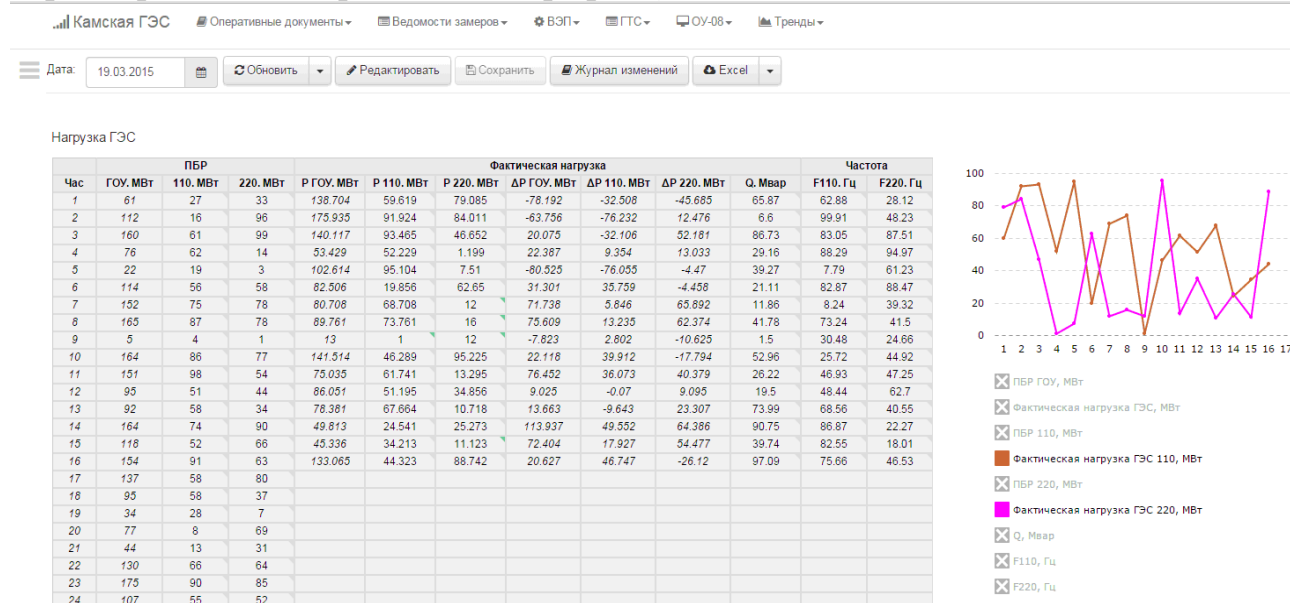 Камская ГЭС Оперативные документы Ведомости замеров ВЭП ГТС ОУ-08 Тренды
Дата: 19.03.2015 Обновить Редактировать Сохранить Журнал изменений Excel
Нагрузка ГЭС
ПБР Фактическая нагрузка Частота
Час ГОУ. МВт 110. МВт 220. МВт Р ГОУ. МВт Р 110. МВт Р 220. МВт ΔР ГОУ. МВт ΔР 110. МВт ΔР 220. МВт Q. Мвар F110. Гц F220. Гц
1 61 27 33 138.704 59.619 79.085 -78.192 -32.508 -45.685 65.87 62.88 28.12
2 112 16 96 175.935 91.924 84.011 -63.756 -76.232 12.476 6.6 99.91 48.23
3 160 61 99 140.117 93.465 46.652 20.075 -32.106 52.181 86.73 83.05 87.51
4 76 62 14 53.429 52.229 1.199 22.387 9.354 13.033 29.16 88.29 94.97
5 22 19 3 102.614 95.104 7.51 -80.525 -76.055 -4.47 39.27 7.79 61.23
6 114 56 58 82.506 19.856 62.65 31.301 35.759 -4.458 21.11 82.87 88.47
7 152 75 78 80.708 68.708 12 71.738 5.846 65.892 11.86 8.24 39.32
8 165 87 78 89.761 73.761 16 75.609 13.235 62.374 41.78 73.24 41.5
9 5 4 1 13 1 12 -7.823 2.802 -10.625 1.5 30.48 24.66
10 164 86 77 141.514 46.289 95.225 22.118 39.912 -17.794 52.96 25.72 44.92
11 151 98 54 75.035 61.741 13.295 76.452 36.073 40.379 26.22 46.93 47.25
12 95 51 44 86.051 51.195 34.856 9.025 -0.07 9.095 19.5 48.44 62.7
13 92 58 34 78.381 67.664 10.718 13.663 -9.643 23.307 73.99 68.56 40.55
14 164 74 90 49.813 24.541 25.273 113.937 49.552 64.386 90.75 86.87 22.27
15 118 52 66 45.336 34.213 11.123 72.404 17.927 54.477 39.74 82.55 18.01
16 154 91 63 133.065 44.323 88.742 20.627 46.747 -26.12 97.09 75.66 46.53
17 137 58 80
18 95 58 37
19 34 28 7
20 77 8 69
21 44 13 31
22 130 66 64
23 175 90 85
24 107 55 52
100
80
60
40
20
0
1 2 3 4 5 6 7 8 9 10 11 12 13 14 15 16 17
ПБР ГОУ, МВт
Фактическая нагрузка ГЭС, МВт
ПБР 110, МВт
Фактическая нагрузка ГЭС 110, МВт
ПБР 220, МВт
Фактическая нагрузка ГЭС 220, МВт
Q, Мвар
F110, Гц
F220, Гц